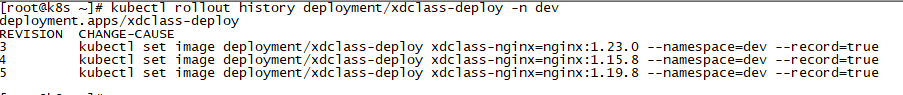 [root@k8s ~]# kubectl rollout history deployment/xdclass-deploy -n dev
deployment.apps/xdclass-deploy
REVISION  CHANGE-CAUSE
3         kubectl set image deployment/xdclass-deploy xdclass-nginx=nginx:1.23.0 --namespace=dev --record=true
4         kubectl set image deployment/xdclass-deploy xdclass-nginx=nginx:1.15.8 --namespace=dev --record=true
5         kubectl set image deployment/xdclass-deploy xdclass-nginx=nginx:1.19.8 --namespace=dev --record=true